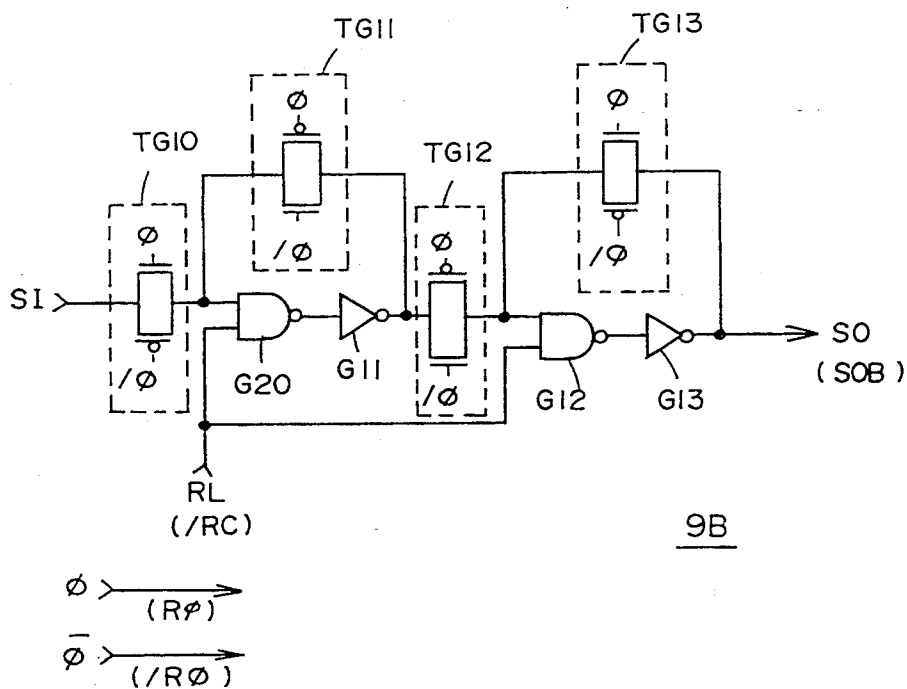 TG11
TG13
TG10
TG12
ø
ø
ø
ø
/ø
/ø
SI
SO
(SOB)
/ø
G20
G11
/ø
G12
G13
RL
(/RC)
9B
ø
(Rø)
ø̅
(/Rø)